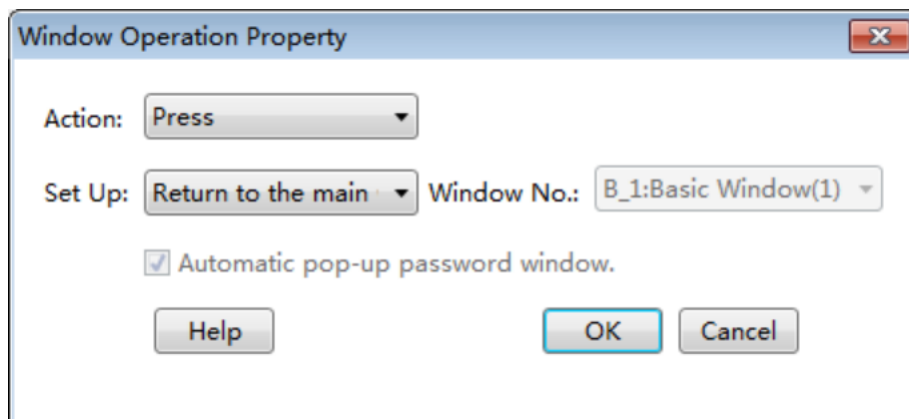 Window Operation Property
Action: Press
Set Up: Return to the main Window No.: B_1:Basic Window(1)
Automatic pop-up password window.
Help OK Cancel